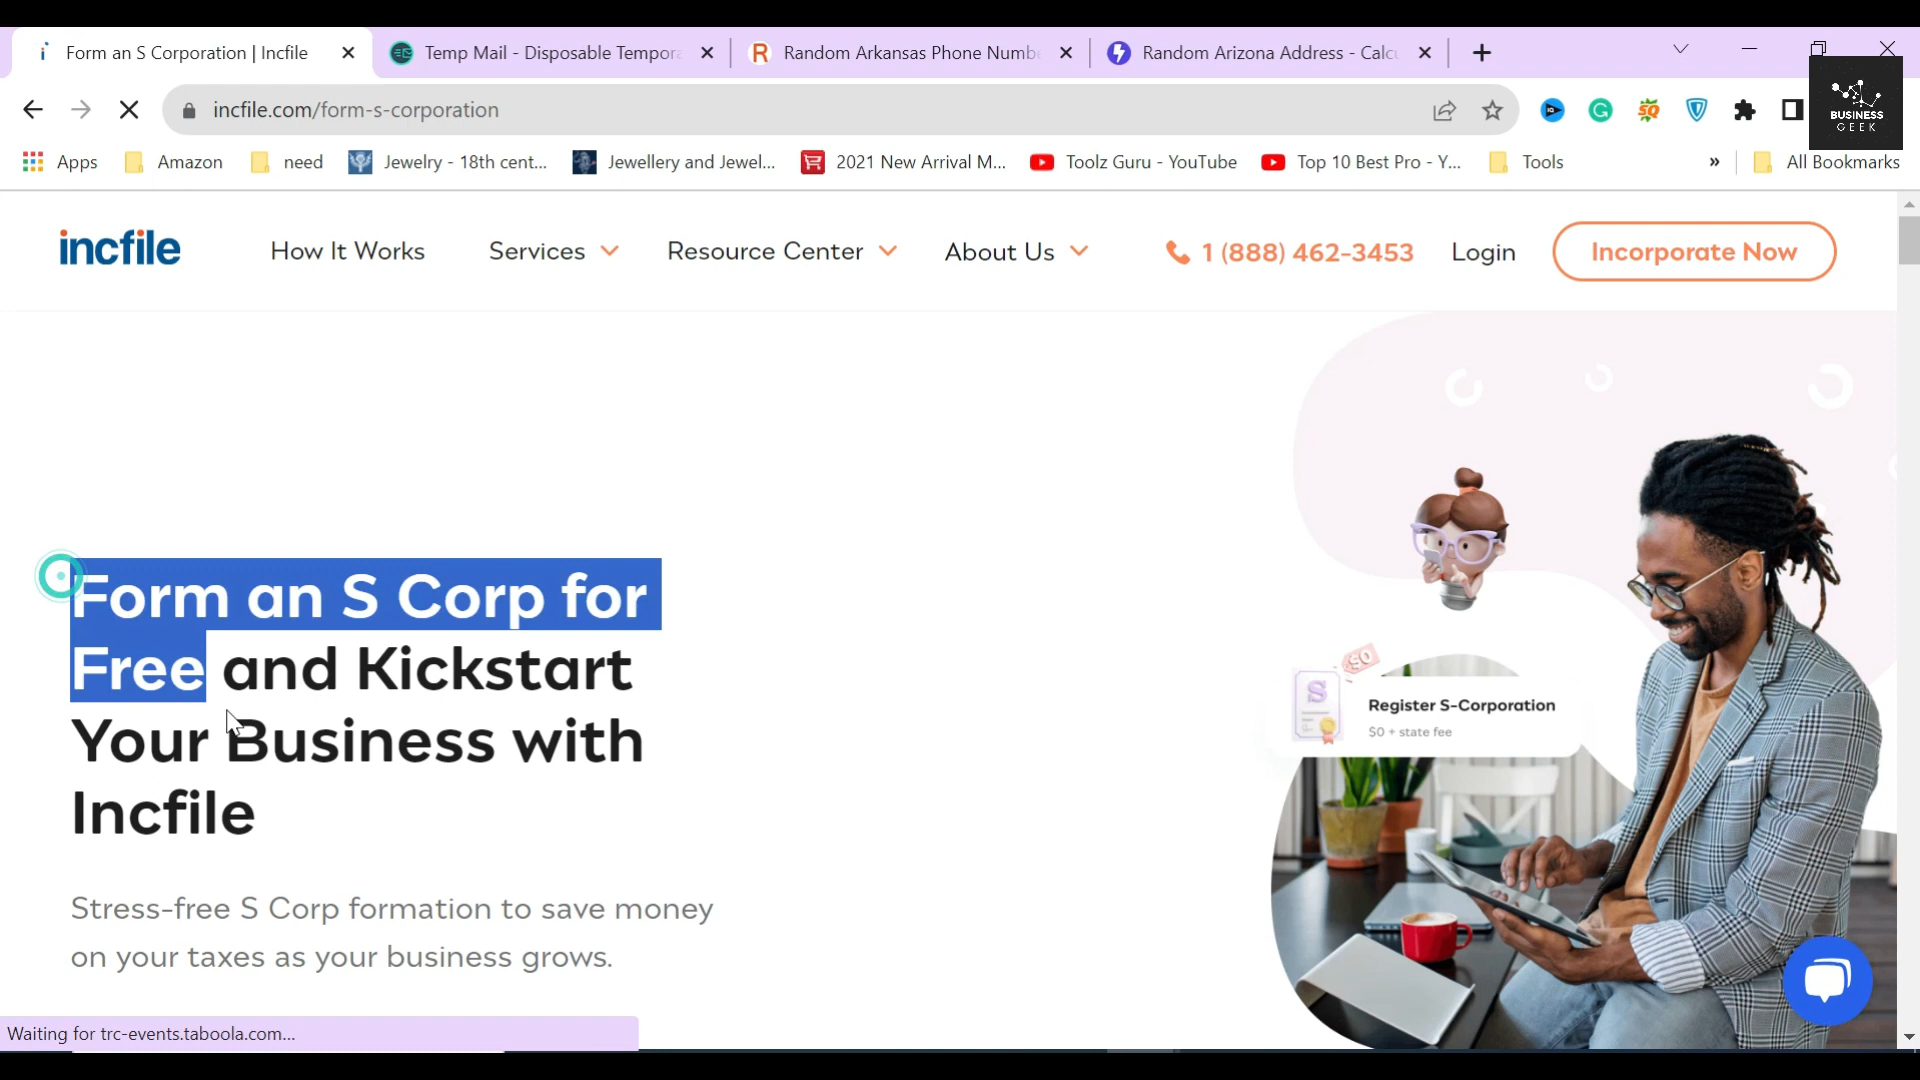 Form an S Corporation | Incfile
Temp Mail - Disposable Tempora
Random Arkansas Phone Numbe
Random Arizona Address - Calcu
incfile.com/form-s-corporation
BUSINESS
GEEK
Apps
Amazon
need
Jewelry - 18th cent...
Jewellery and Jewel...
2021 New Arrival M...
Toolz Guru - YouTube
Top 10 Best Pro - Y...
Tools
»
All Bookmarks
incfile
How It Works
Services
Resource Center
About Us
1 (888) 462-3453
Login
Incorporate Now
Form an S Corp for
Free and Kickstart
Your Business with
Incfile
Stress-free S Corp formation to save money
on your taxes as your business grows.
$0
S
Register S-Corporation
$0 + state fee
Waiting for trc-events.taboola.com...